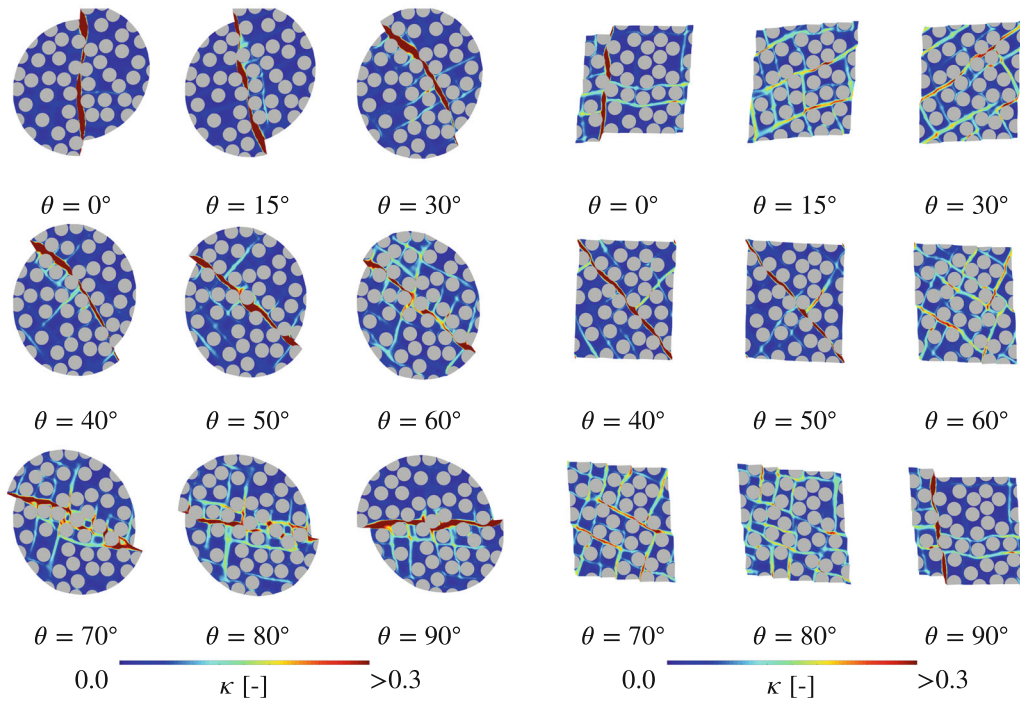 θ = 0° θ = 15° θ = 30° θ = 0° θ = 15° θ = 30°
θ = 40° θ = 50° θ = 60° θ = 40° θ = 50° θ = 60°
θ = 70° θ = 80° θ = 90° θ = 70° θ = 80° θ = 90°
0.0 κ [-] >0.3 0.0 κ [-] >0.3